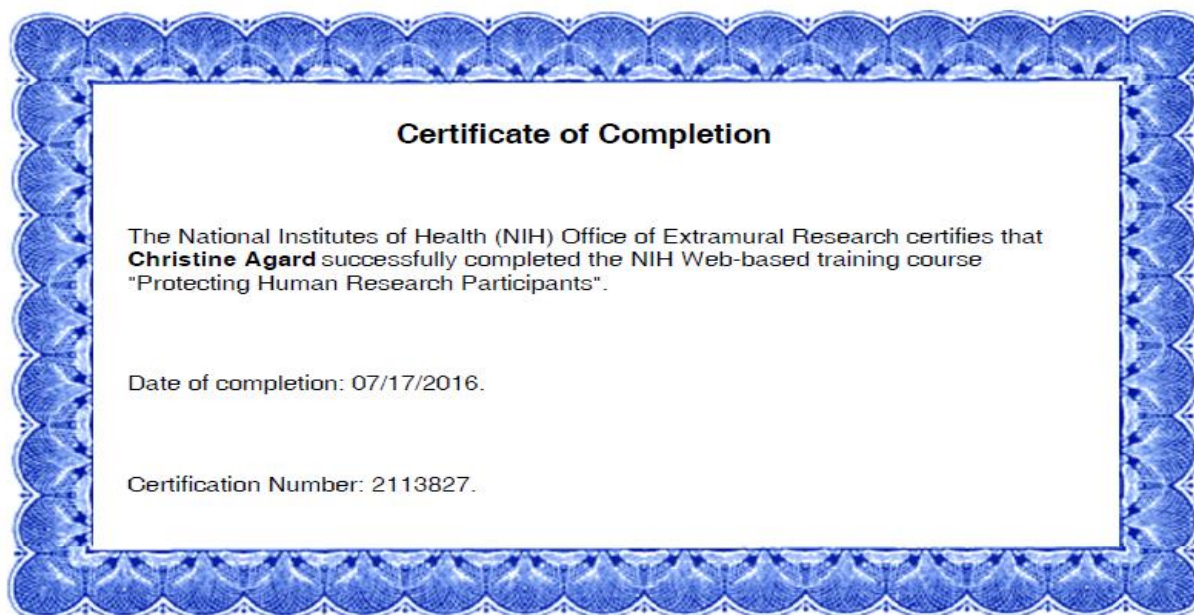 Certificate of Completion
The National Institutes of Health (NIH) Office of Extramural Research certifies that
Christine Agard successfully completed the NIH Web-based training course
"Protecting Human Research Participants".
Date of completion: 07/17/2016.
Certification Number: 2113827.